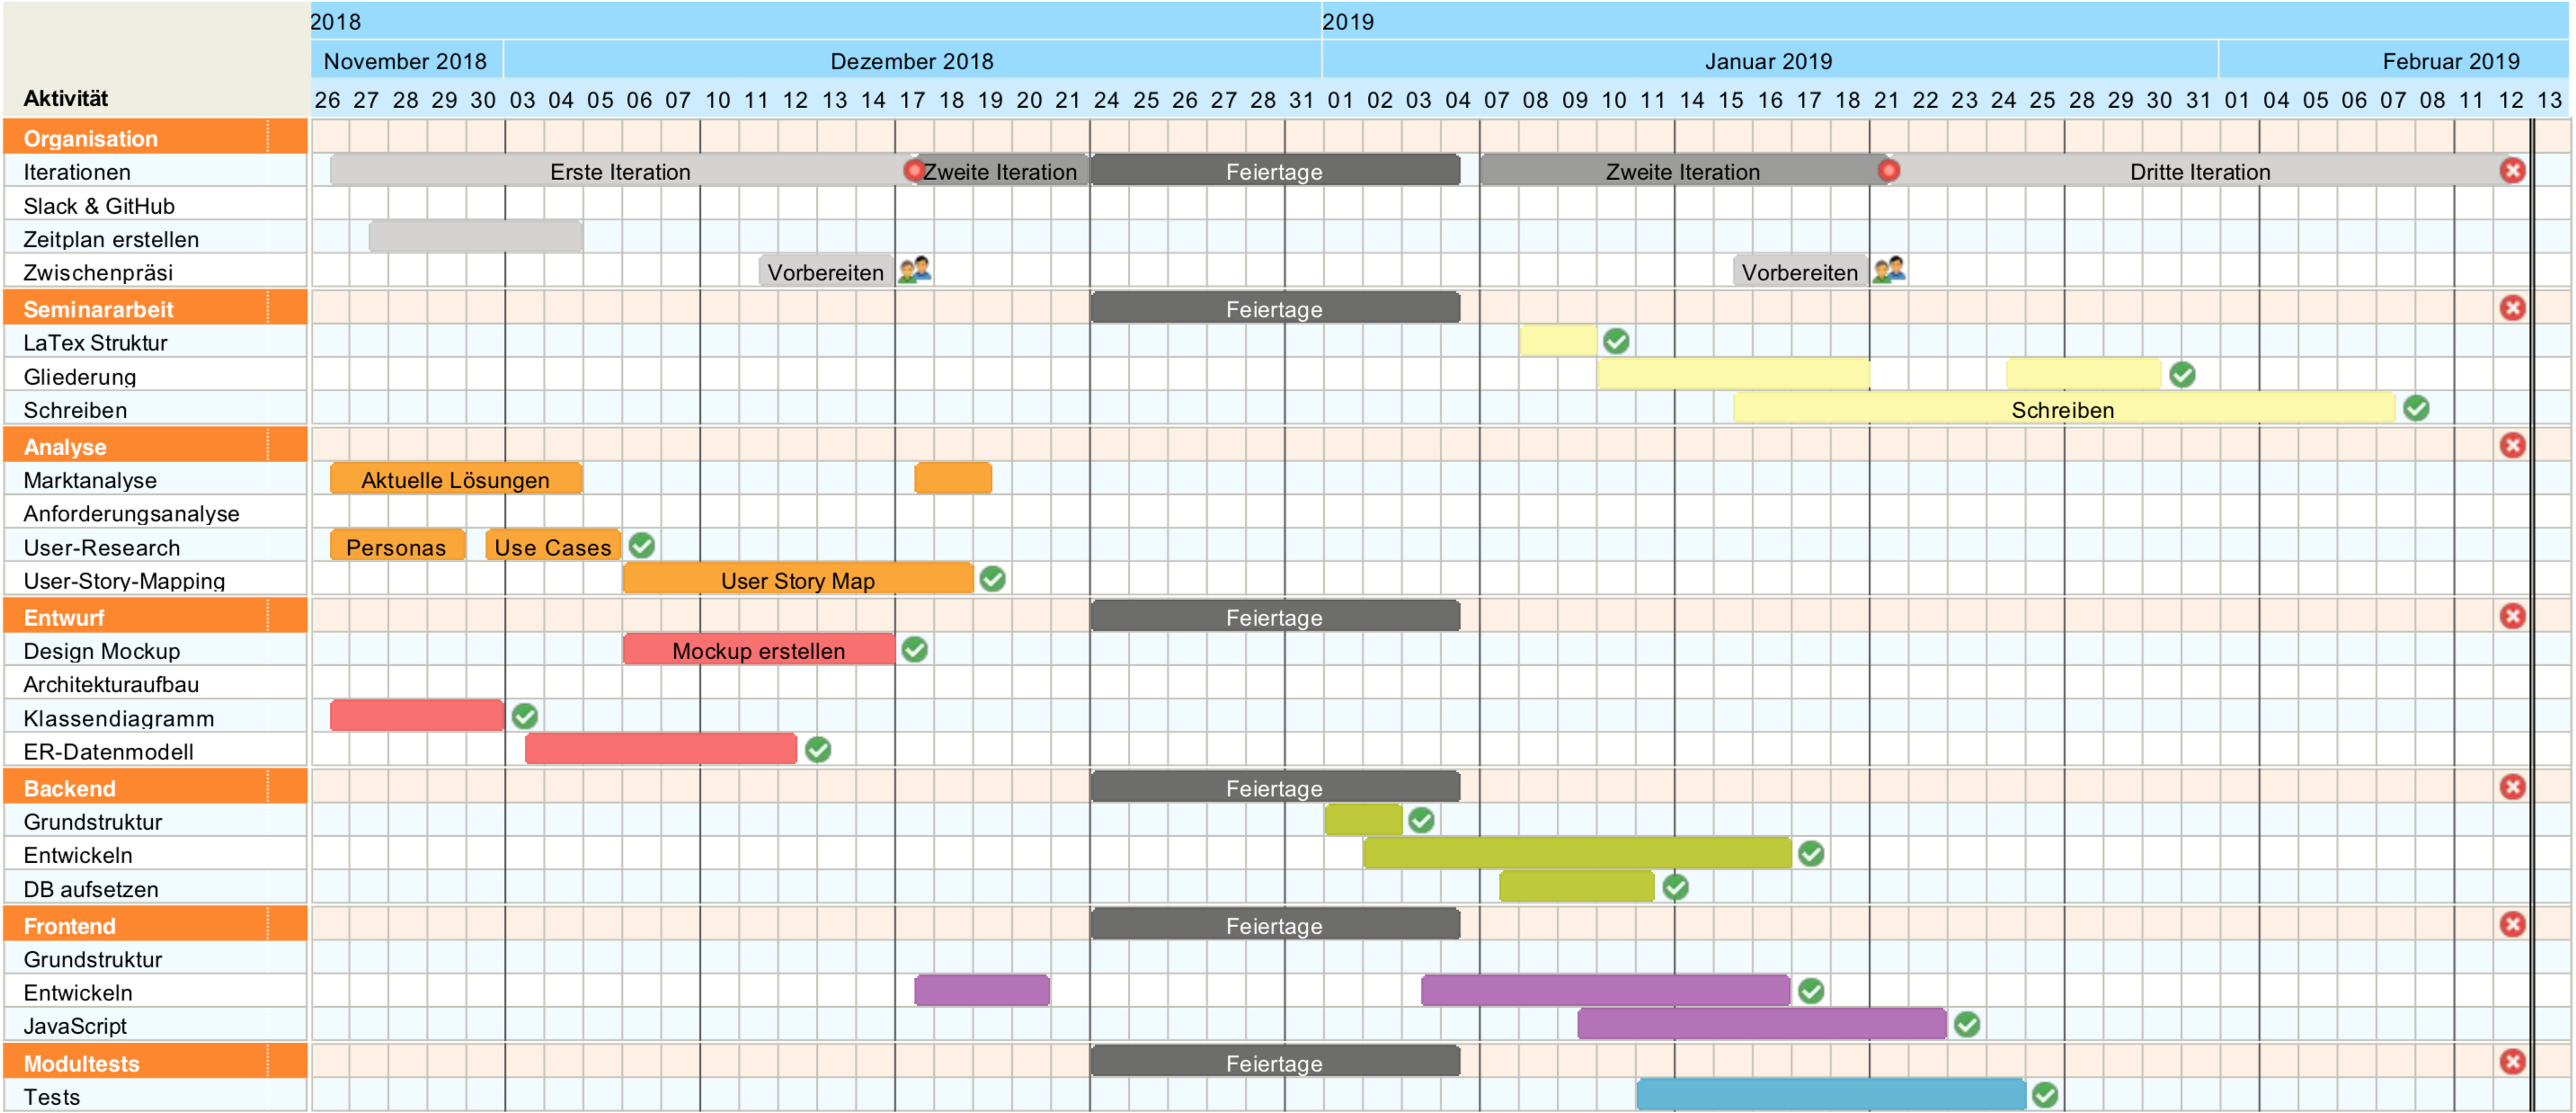 2018 2019
November 2018 Dezember 2018 Januar 2019 Februar 2019
Aktivität 26 27 28 29 30 03 04 05 06 07 10 11 12 13 14 17 18 19 20 21 24 25 26 27 28 31 01 02 03 04 07 08 09 10 11 14 15 16 17 18 21 22 23 24 25 28 29 30 31 01 04 05 06 07 08 11 12 13
Organisation
Iterationen Erste Iteration Zweite Iteration Feiertage Zweite Iteration Dritte Iteration
Slack & GitHub
Zeitplan erstellen
Zwischenpräsi Vorbereiten Vorbereiten
Seminararbeit Feiertage
LaTex Struktur
Gliederung
Schreiben Schreiben
Analyse
Marktanalyse Aktuelle Lösungen
Anforderungsanalyse
User-Research Personas Use Cases
User-Story-Mapping User Story Map
Entwurf Feiertage
Design Mockup Mockup erstellen
Architekturaufbau
Klassendiagramm
ER-Datenmodell
Backend Feiertage
Grundstruktur
Entwickeln
DB aufsetzen
Frontend Feiertage
Grundstruktur
Entwickeln
JavaScript
Modultests Feiertage
Tests